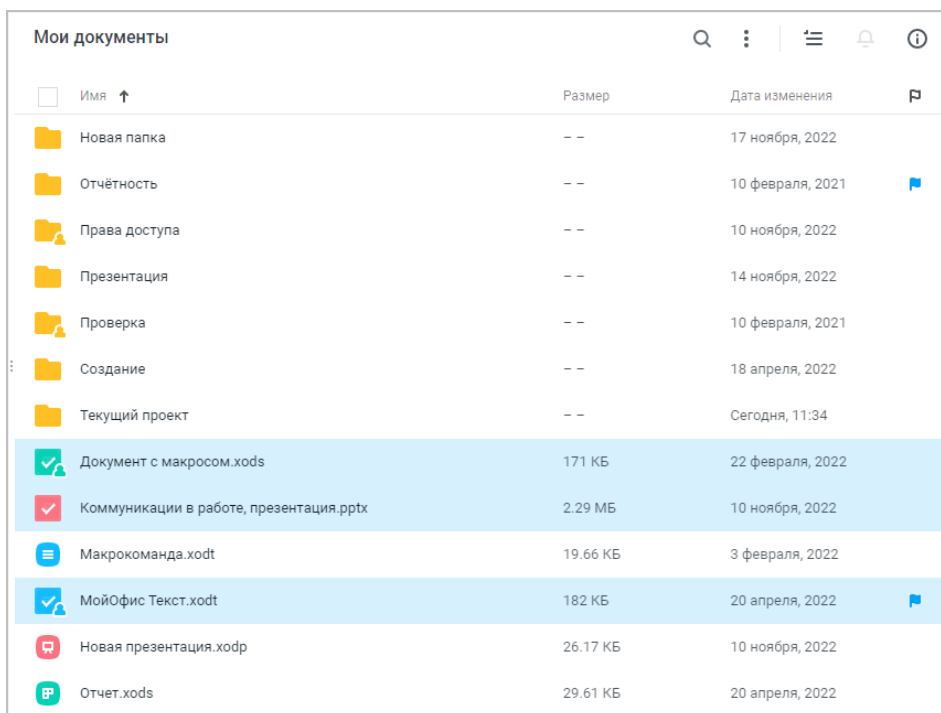 Мои документы
Имя Размер Дата изменения
Новая папка – – 17 ноября, 2022
Отчётность – – 10 февраля, 2021
Права доступа – – 10 ноября, 2022
Презентация – – 14 ноября, 2022
Проверка – – 10 февраля, 2021
Создание – – 18 апреля, 2022
Текущий проект – – Сегодня, 11:34
Документ с макросом.xods 171 КБ 22 февраля, 2022
Коммуникации в работе, презентация.pptx 2.29 МБ 10 ноября, 2022
Макрокоманда.xodt 19.66 КБ 3 февраля, 2022
МойОфис Текст.xodt 182 КБ 20 апреля, 2022
Новая презентация.xodp 26.17 КБ 10 ноября, 2022
Отчет.xods 29.61 КБ 20 апреля, 2022